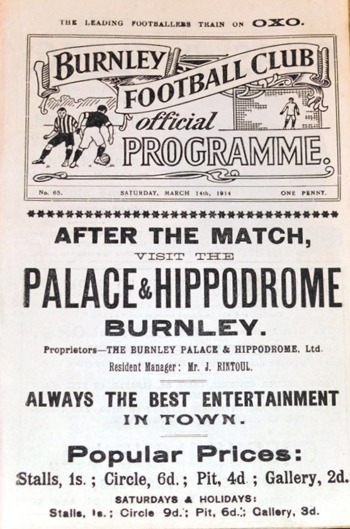 THE LEADING FOOTBALLERS TRAIN ON OXO.
BURNLEY
FOOTBALL CLUB
official
PROGRAMME.
No. 65. SATURDAY, MARCH 14th, 1914 ONE PENNY.
AFTER THE MATCH,
VISIT THE
PALACE & HIPPODROME
BURNLEY.
Proprietors—THE BURNLEY PALACE & HIPPODROME, Ltd.
Resident Manager: Mr. J. RINTOUL.
ALWAYS THE BEST ENTERTAINMENT
IN TOWN.
Popular Prices:
Stalls, 1s. ; Circle, 6d. ; Pit, 4d ; Gallery, 2d.
SATURDAYS & HOLIDAYS:
Stalls, 1s. ; Circle 9d. ; Pit, 6d. ; Gallery, 3d.